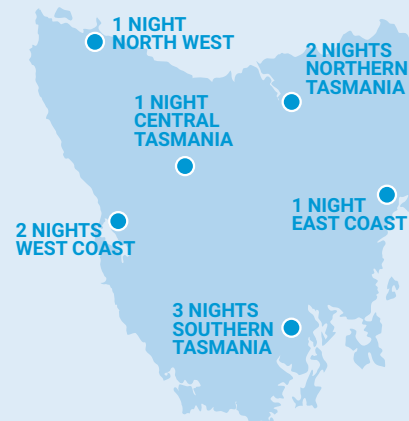 1 NIGHT
NORTH WEST
2 NIGHTS
NORTHERN
TASMANIA
1 NIGHT
CENTRAL
TASMANIA
1 NIGHT
EAST COAST
2 NIGHTS
WEST COAST
3 NIGHTS
SOUTHERN
TASMANIA